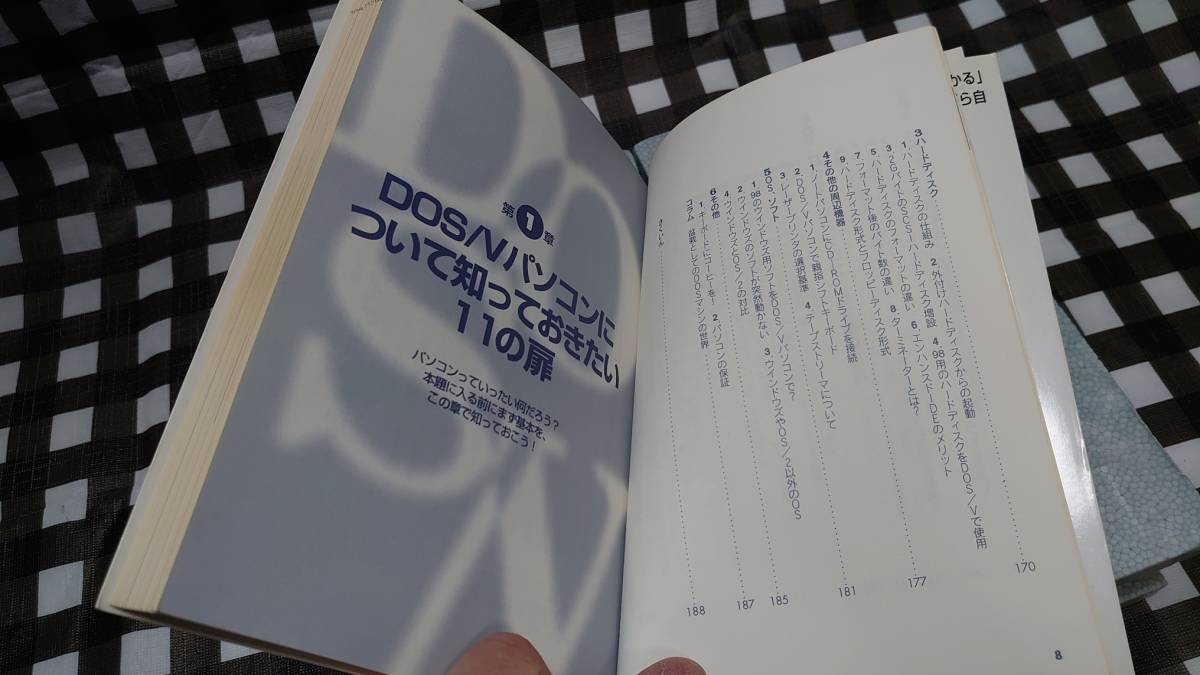 かる」
ら自
3 ハードディスク ……170
1. ハードディスクの仕組み 2. 外付けハードディスクからの起動
3. 2GバイトのSCSIハードディスク増設 4. 98用のハードディスクをDOS/Vで使用
5. ハードディスクのフォーマットの違い 6. エンハンストIDEのメリット
7. フォーマット後のバイト数の違い 8. ターミネーターとは?
9. ハードディスク形式とフロッピーディスク形式
4 その他の周辺機器 ……177
1. ノートパソコンにCD-ROMドライブを接続
2. DOS/Vパソコンで親指シフトキーボード
3. レーザープリンタの選択基準 4. テープストリーマについて
5 OS、ソフト ……181
1. 98のウィンドウズ用ソフトをDOS/Vパソコンで?
2. ウィンドウズのソフトが突然動かない 3. ウィンドウズやOS/2以外のOS
4. ウィンドウズとOS/2の対比
6 その他 ……185
1. キーボードにコーヒーを! 2. パソコンの保証
コラム 盆栽としてのDOSマシンの世界 ……187
さくいん ……188
8
第1章
DOS/Vパソコンに
ついて知っておきたい
11の扉
パソコンっていったい何だろう?
本題に入る前にまず基本を、
この章で知っておこう!